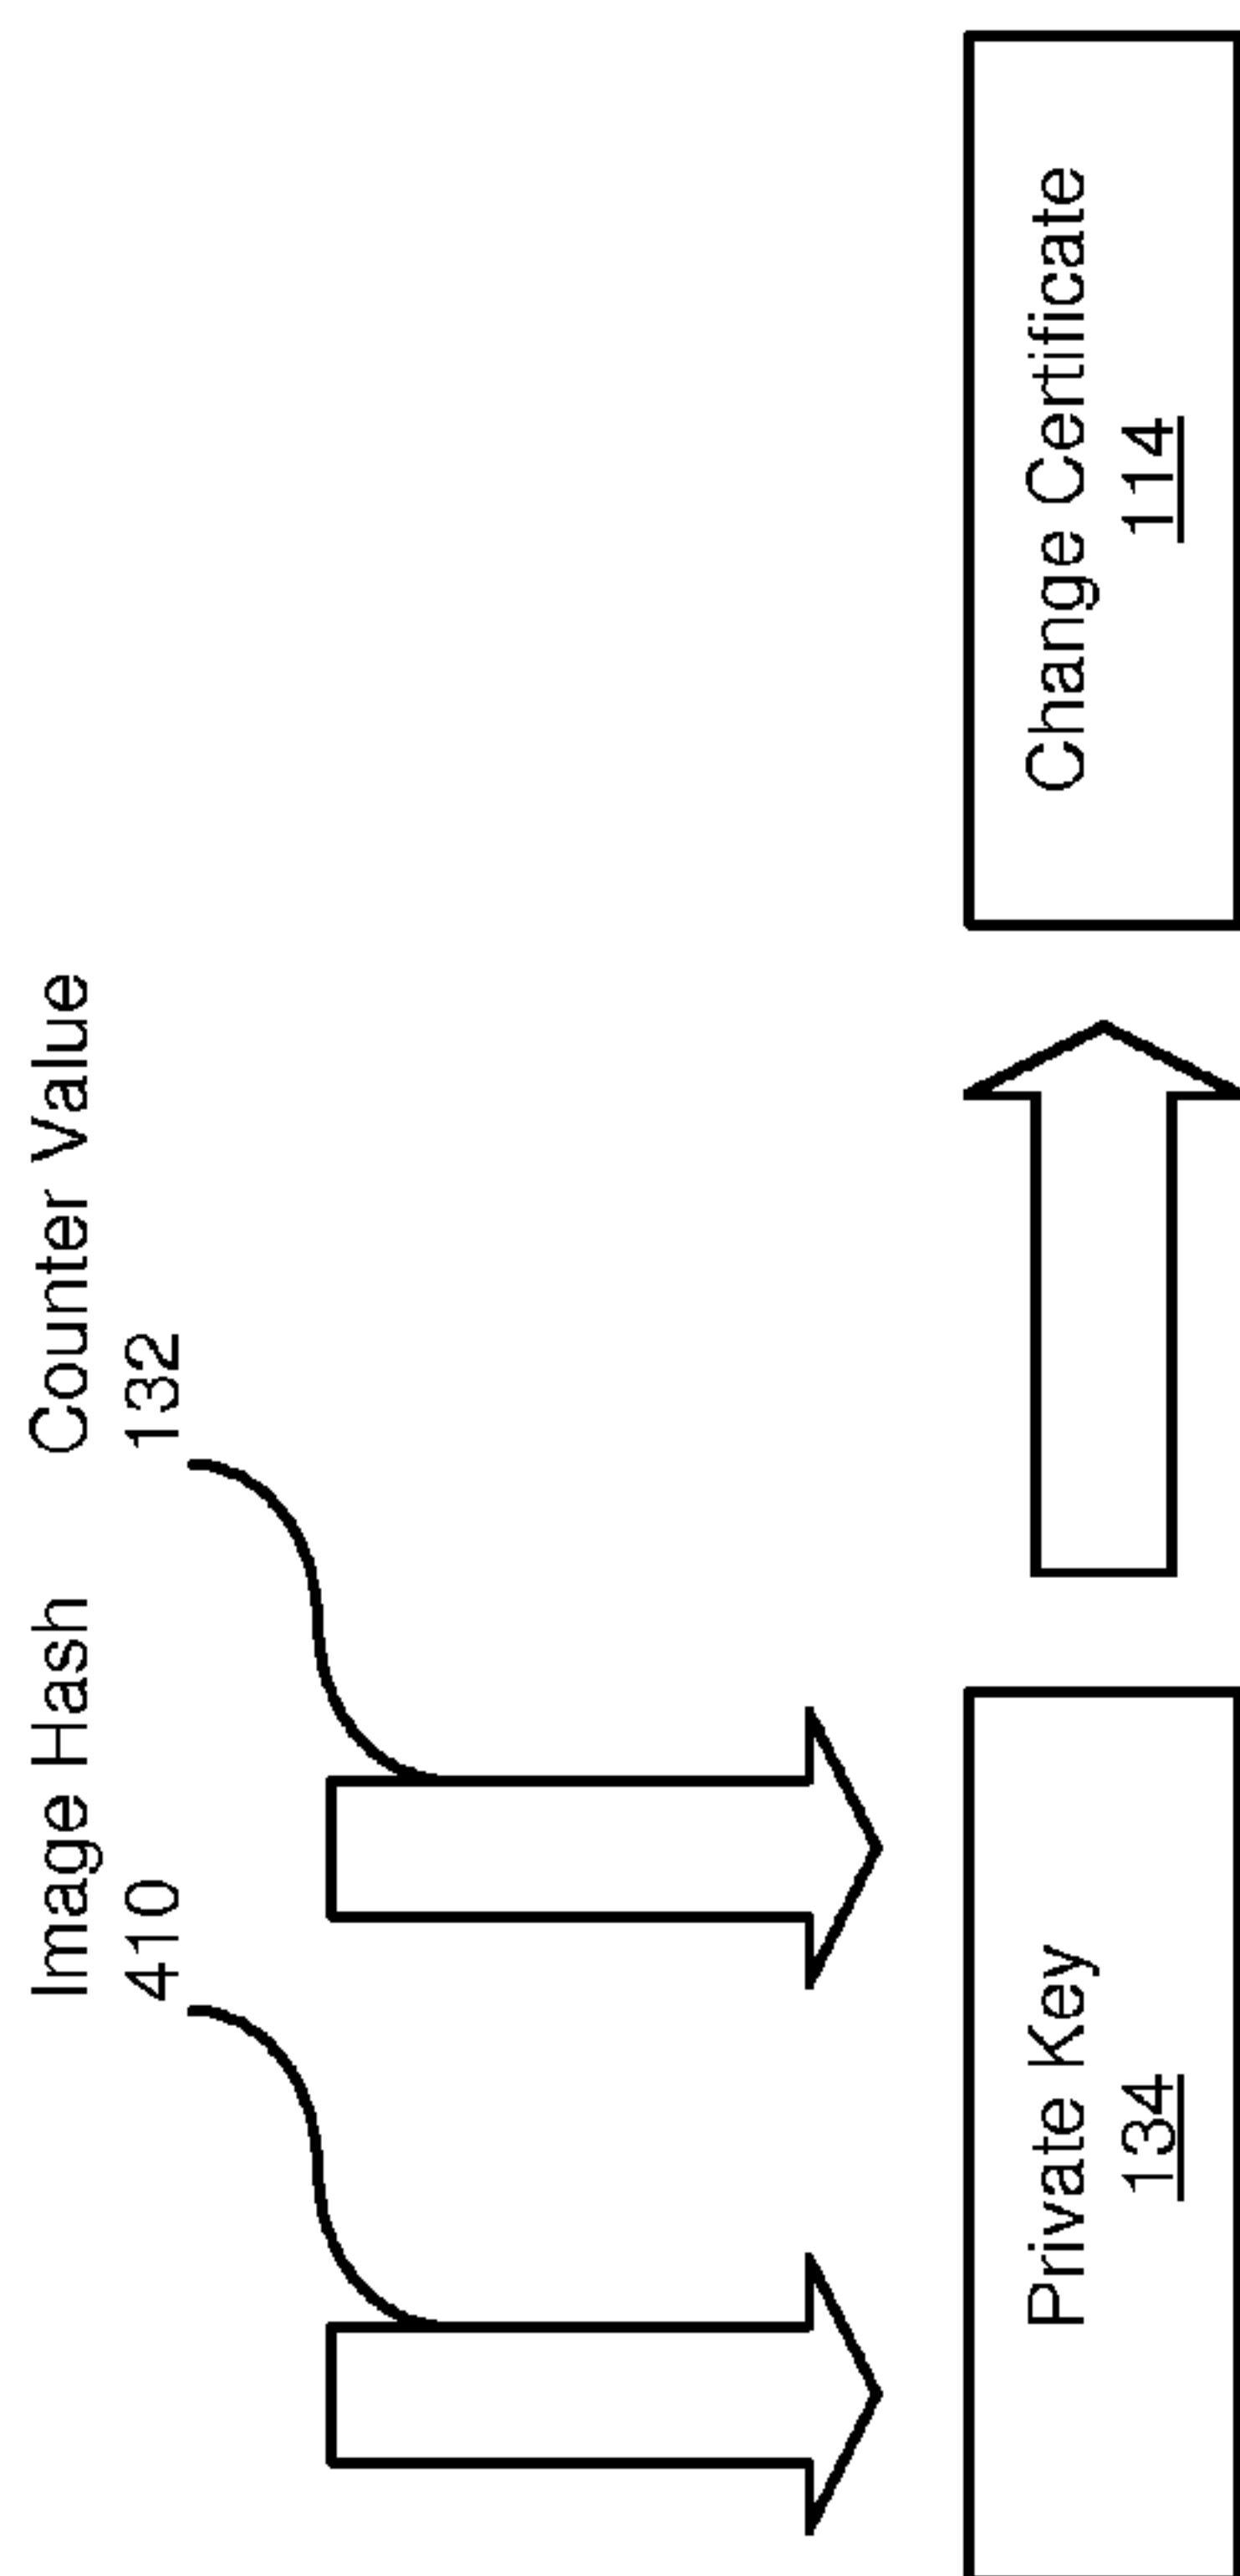 Image Hash
410
Counter Value
132
Private Key
134
Change Certificate
114